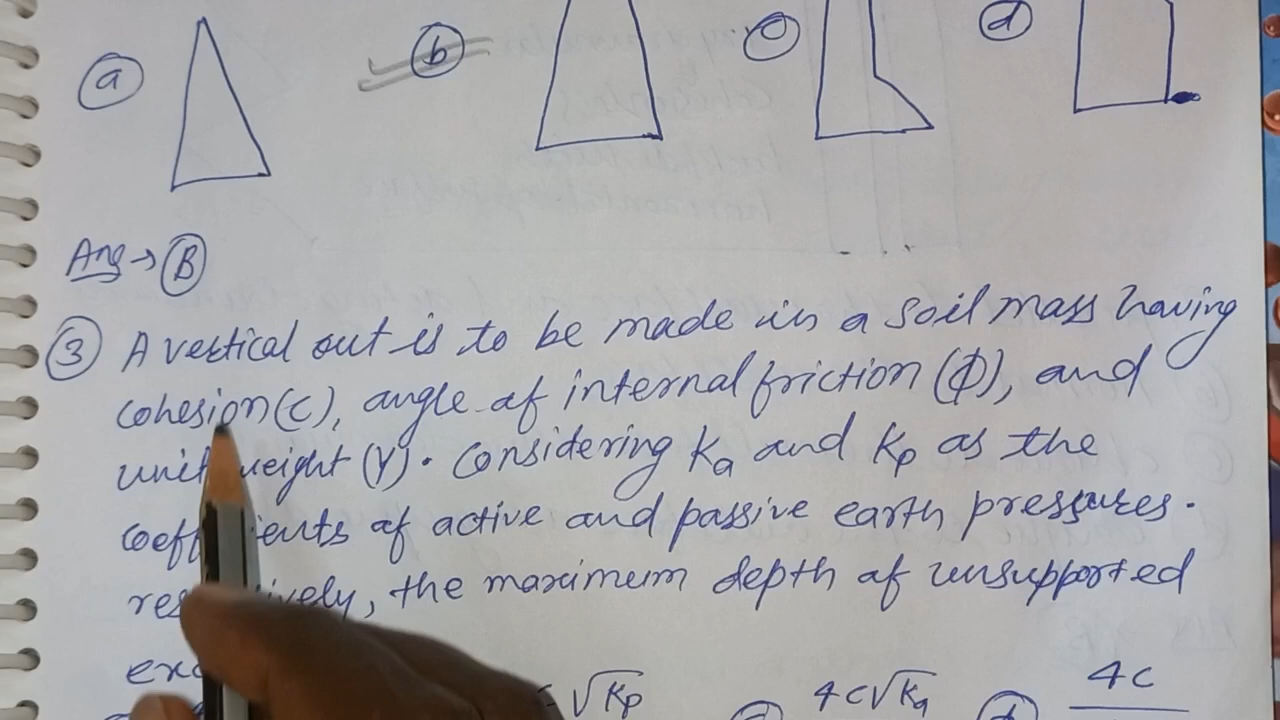 a b c d
Ans → B
3 A vertical out is to be made in a soil mass having
cohesion (c), angle of internal friction (Φ), and
unit weight (γ). Considering Ka and Kp as the
coefficients of active and passive earth pressures.
the maximum depth of unsupported
√Kp 4c√Ka d 4c